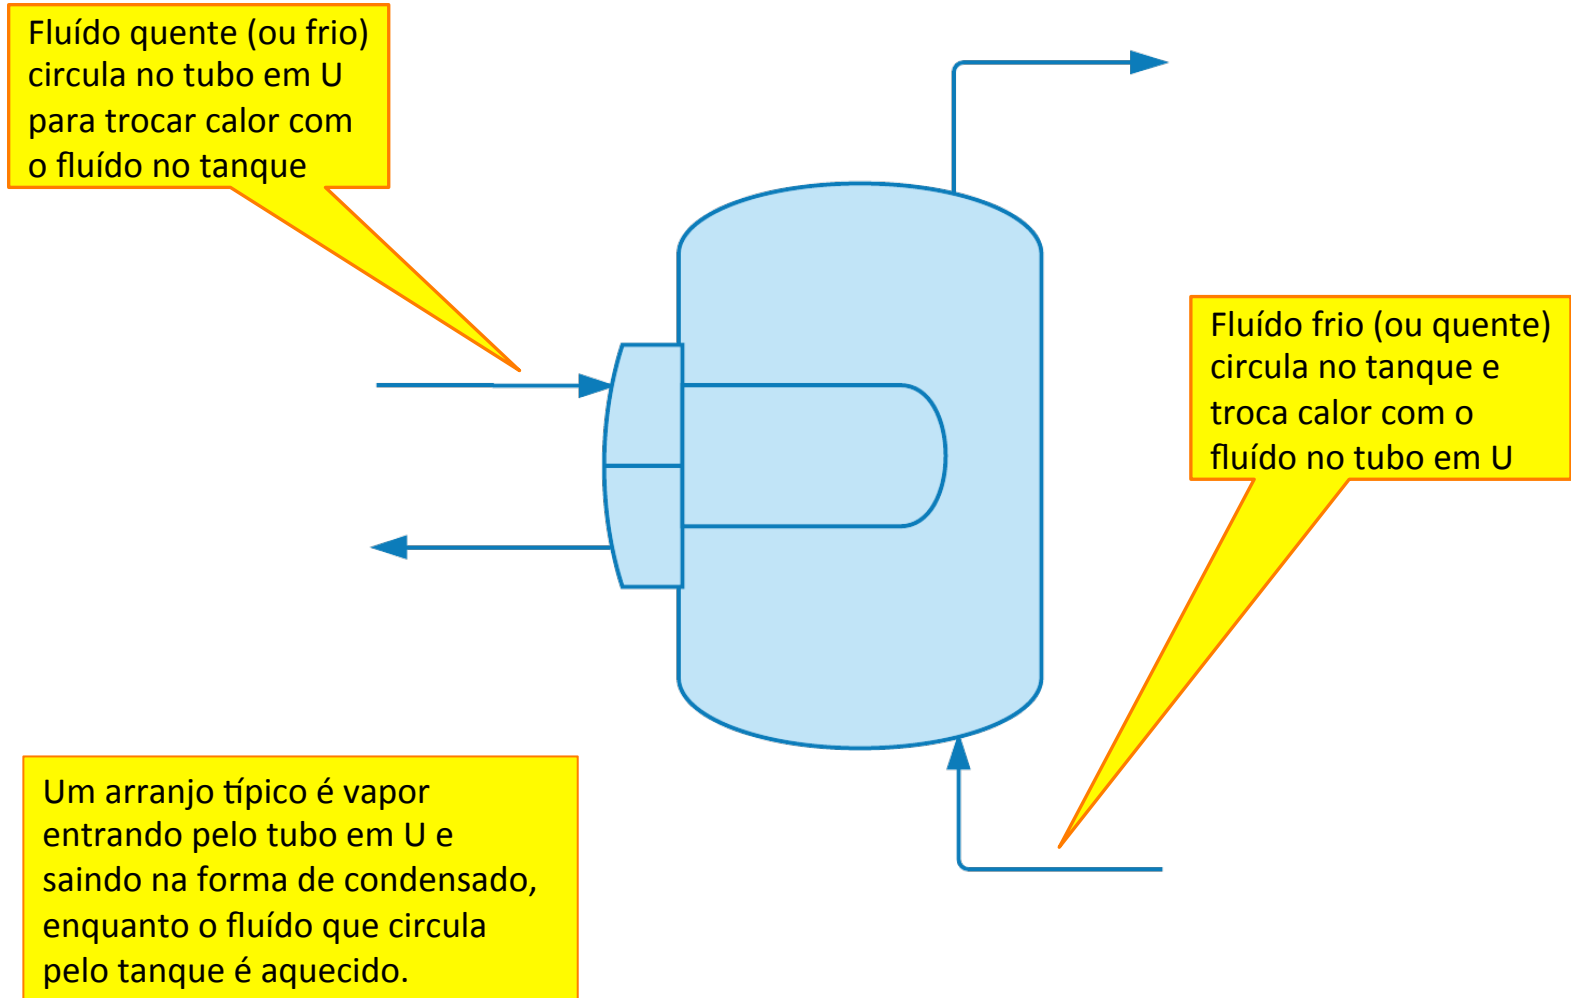 Fluído quente (ou frio)
circula no tubo em U
para trocar calor com
o fluído no tanque
Fluído frio (ou quente)
circula no tanque e
troca calor com o
fluído no tubo em U
Um arranjo típico é vapor
entrando pelo tubo em U e
saindo na forma de condensado,
enquanto o fluído que circula
pelo tanque é aquecido.